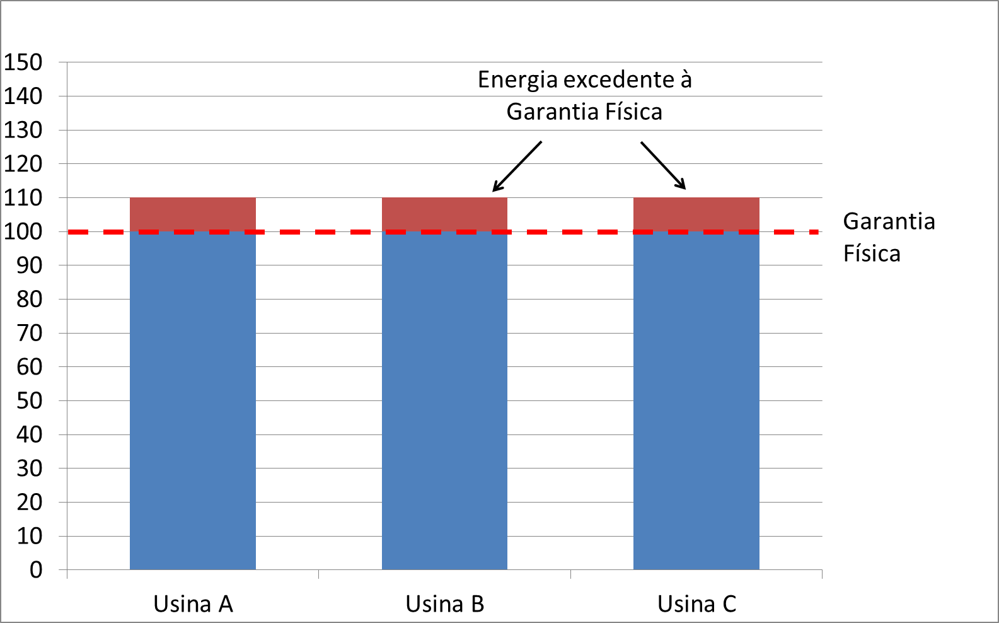 150
140
130
120
110
100
90
80
70
60
50
40
30
20
10
0
Energia excedente à
Garantia Física
Garantia
Física
Usina A
Usina B
Usina C